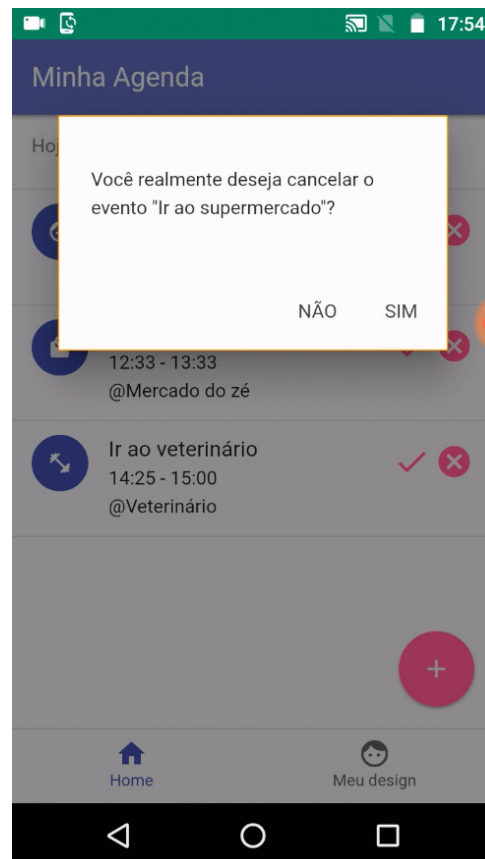 17:54
Minha Agenda
Hoj
Você realmente deseja cancelar o
evento "Ir ao supermercado"?
NÃO SIM
12:33 - 13:33
@Mercado do zé
Ir ao veterinário
14:25 - 15:00
@Veterinário
Home Meu design